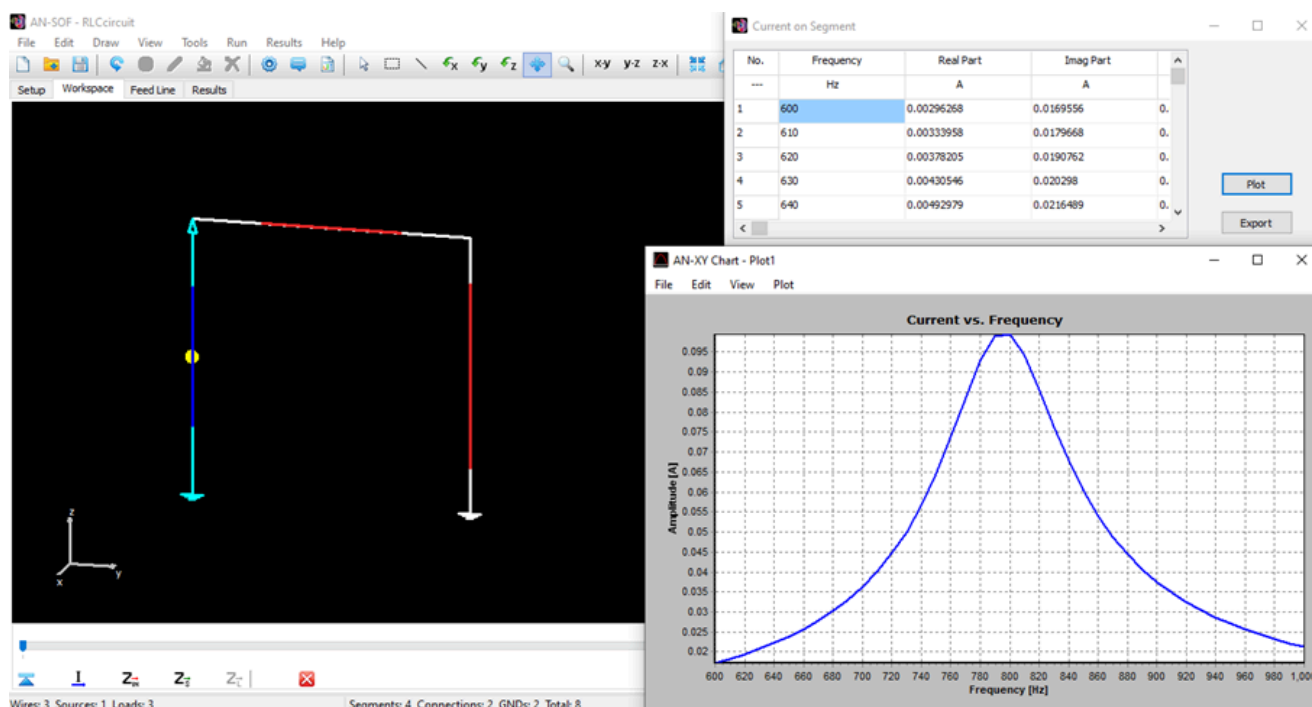 AN-SOF - RLCcircuit
File Edit Draw View Tools Run Results Help
x-y y-z z-x
Setup Workspace Feed Line Results
z
x y
I
Wires: 3, Sources: 1, Loads: 3 Segments: 4, Connections: 2, GNDs: 2, Total: 8
Current on Segment
No. Frequency Real Part Imag Part
--- Hz A A
1 600 0.00296268 0.0169556 0.
2 610 0.00333958 0.0179668 0.
3 620 0.00378205 0.0190762 0.
4 630 0.00430546 0.020298 0.
5 640 0.00492979 0.0216489 0.
Plot
Export
AN-XY Chart - Plot1
File Edit View Plot
Current vs. Frequency
Amplitude [A]
0.095
0.09
0.085
0.08
0.075
0.07
0.065
0.06
0.055
0.05
0.045
0.04
0.035
0.03
0.025
0.02
600 620 640 660 680 700 720 740 760 780 800 820 840 860 880 900 920 940 960 980 1,000
Frequency [Hz]